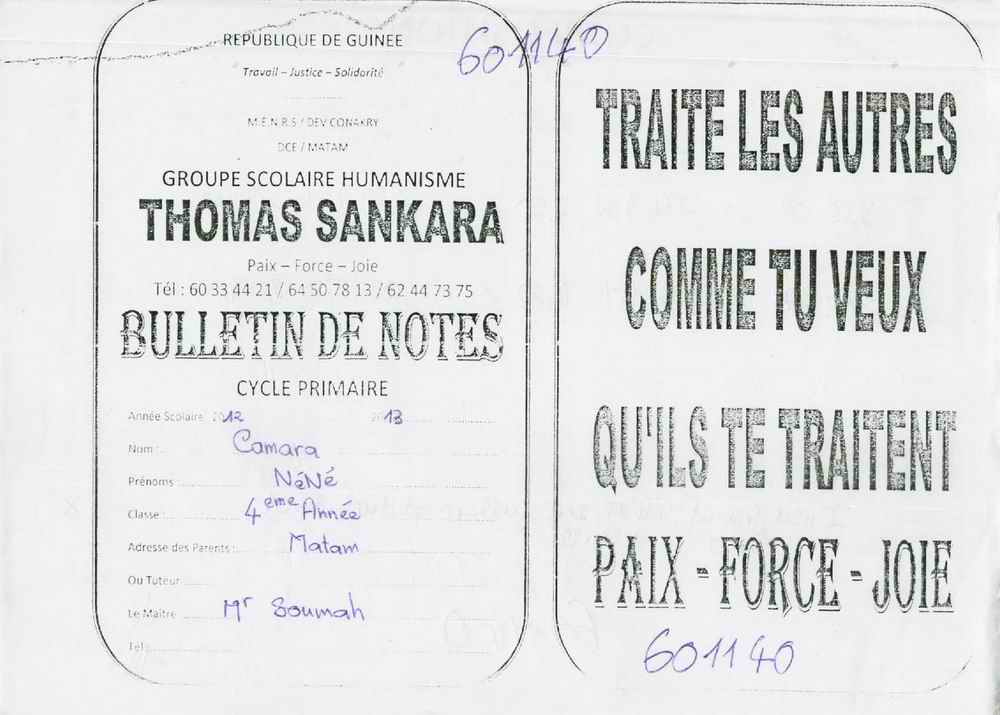 REPUBLIQUE DE GUINEE
Travail – Justice – Solidarité
M.E.N.R.S / DEV CONAKRY
DCE / MATAM
GROUPE SCOLAIRE HUMANISME
THOMAS SANKARA
Paix – Force – Joie
Tél : 60 33 44 21 / 64 50 78 13 / 62 44 73 75
BULLETIN DE NOTES
CYCLE PRIMAIRE
Année Scolaire 2012 2013
Nom : Camara
Prénoms : NéNé
Classe : 4eme Année
Adresse des Parents : Matam
Ou Tuteur
Le Maître Mr Soumah
Tél :
601140
TRAITE LES AUTRES
COMME TU VEUX
QU'ILS TE TRAITENT
PAIX - FORCE - JOIE
601140